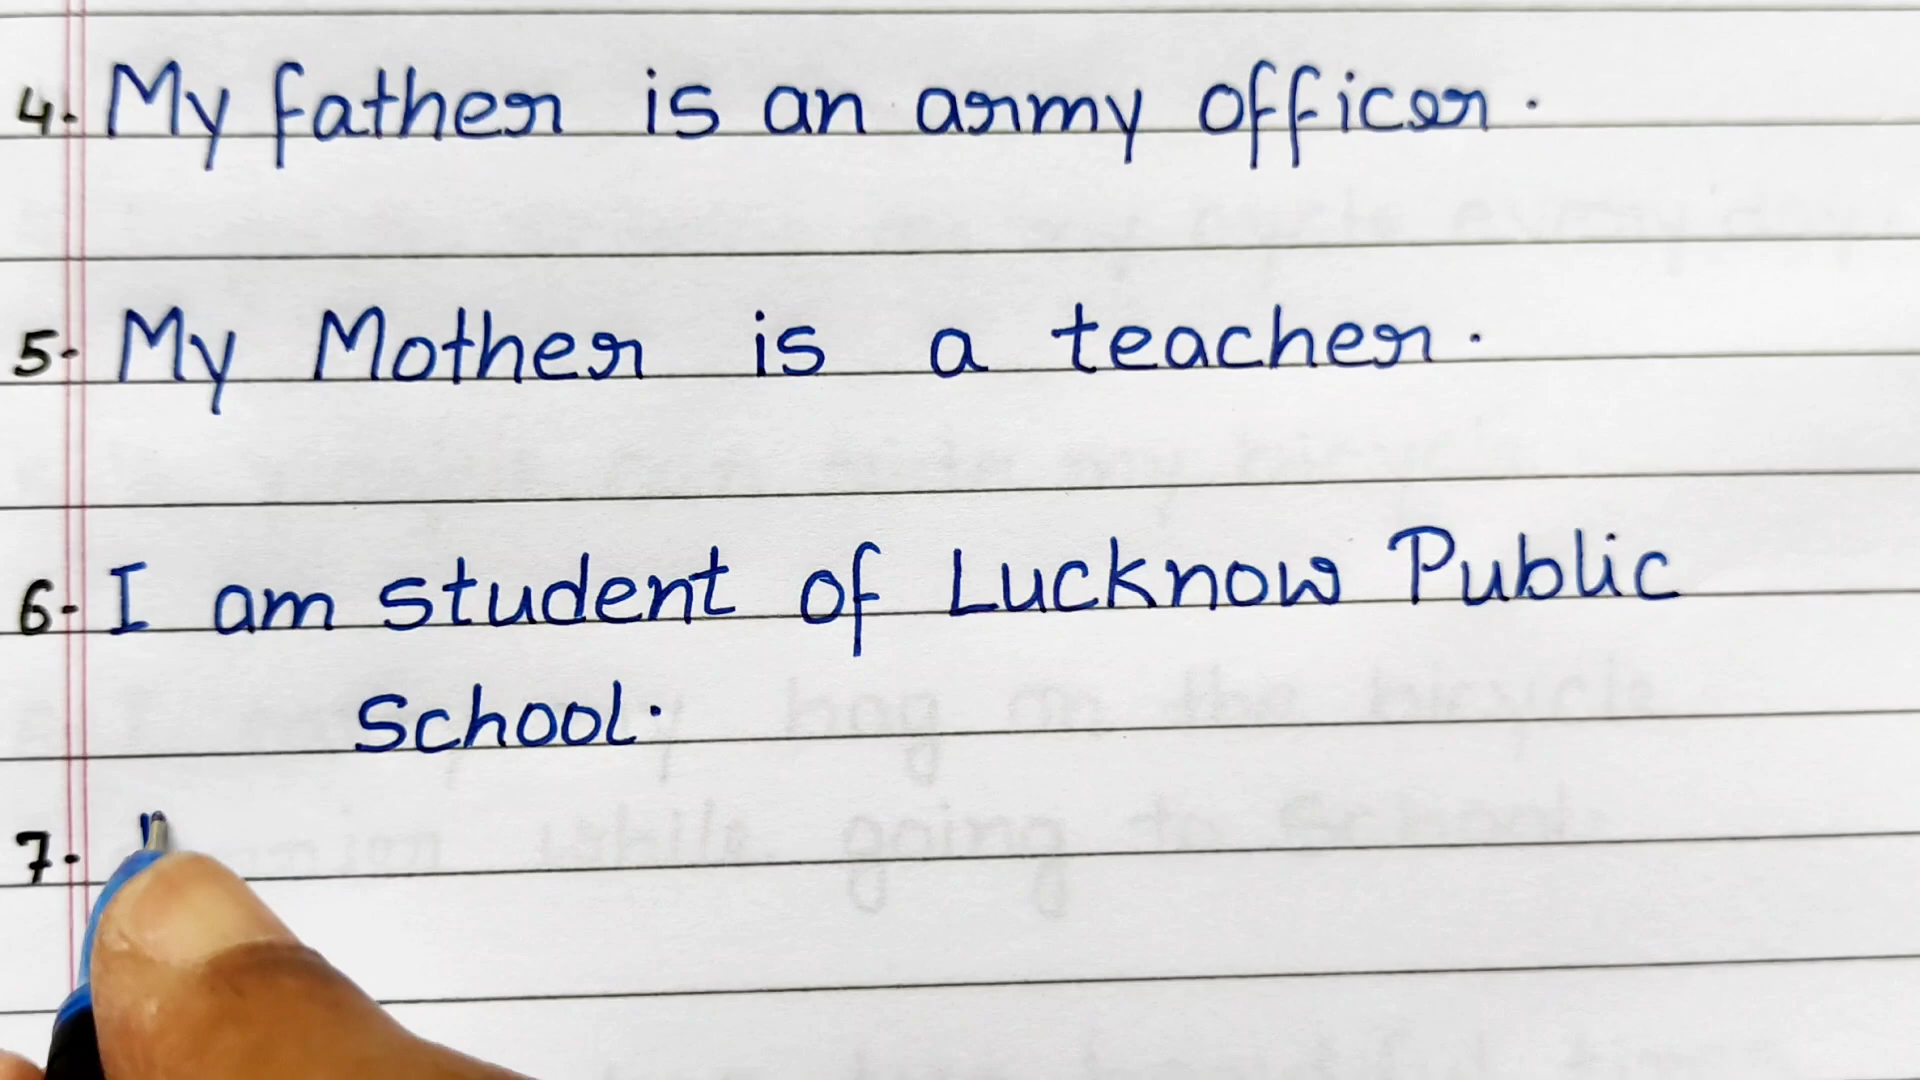 4. My father is an army officer.
5. My Mother is a teacher.
6. I am student of Lucknow Public
School.
7.